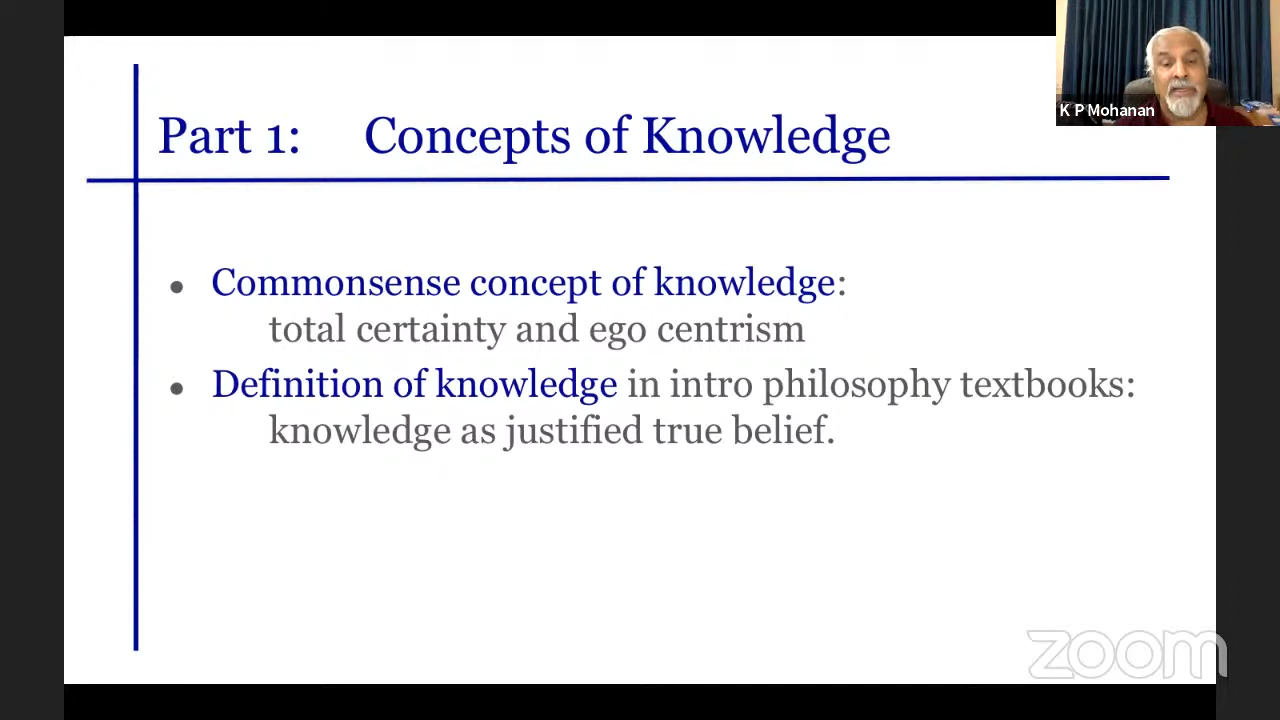 Part 1: Concepts of Knowledge
K P Mohanan
• Commonsense concept of knowledge:
total certainty and ego centrism
• Definition of knowledge in intro philosophy textbooks:
knowledge as justified true belief.
zoom